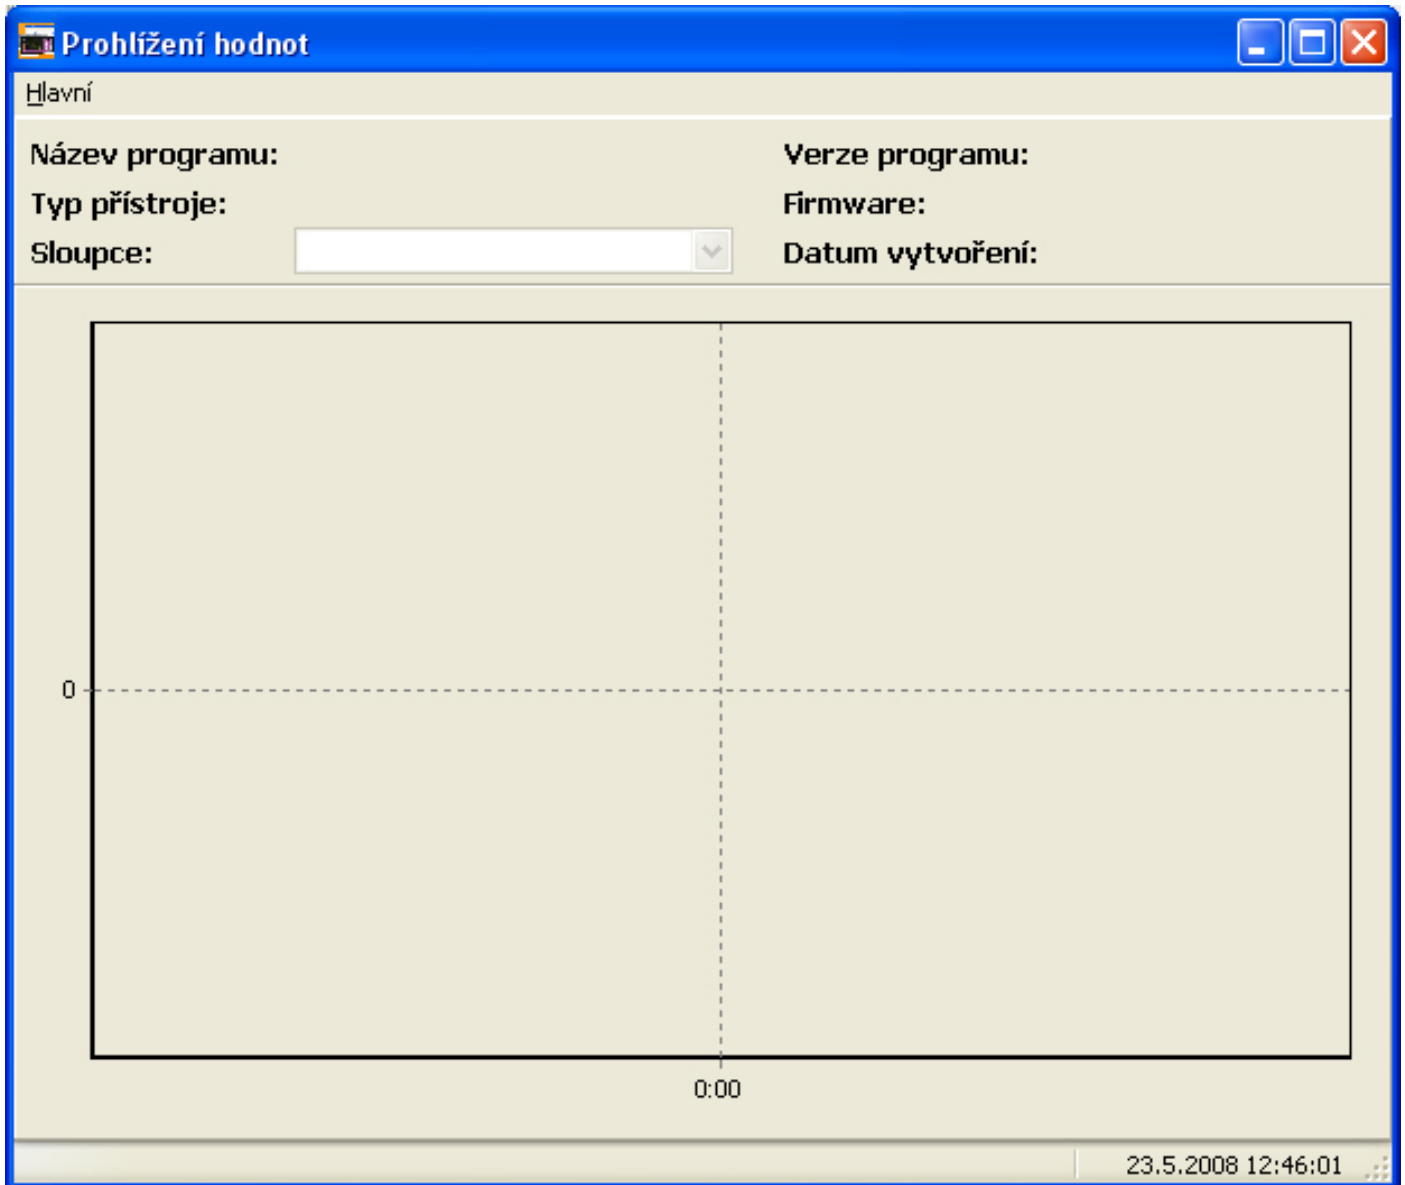 Prohlížení hodnot
Hlavní
Název programu: Verze programu:
Typ přístroje: Firmware:
Sloupce: Datum vytvoření:
0
0:00
23.5.2008 12:46:01